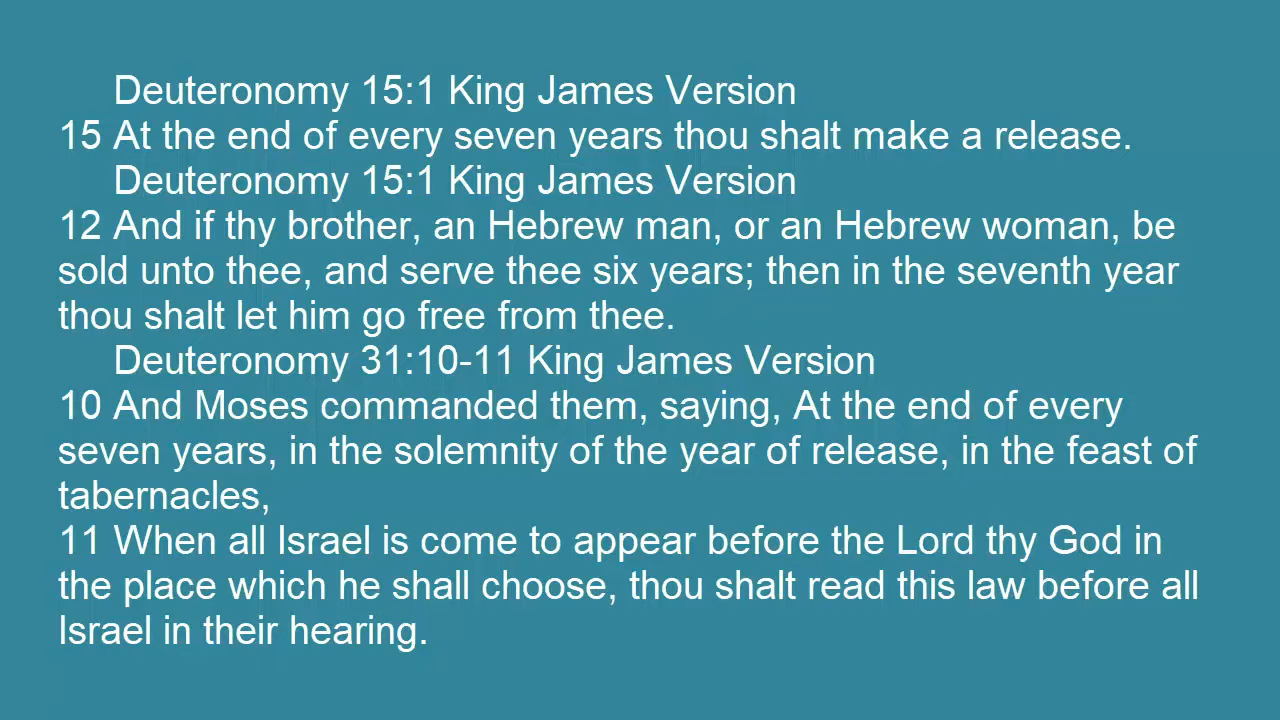 Deuteronomy 15:1 King James Version
15 At the end of every seven years thou shalt make a release.
Deuteronomy 15:1 King James Version
12 And if thy brother, an Hebrew man, or an Hebrew woman, be
sold unto thee, and serve thee six years; then in the seventh year
thou shalt let him go free from thee.
Deuteronomy 31:10-11 King James Version
10 And Moses commanded them, saying, At the end of every
seven years, in the solemnity of the year of release, in the feast of
tabernacles,
11 When all Israel is come to appear before the Lord thy God in
the place which he shall choose, thou shalt read this law before all
Israel in their hearing.